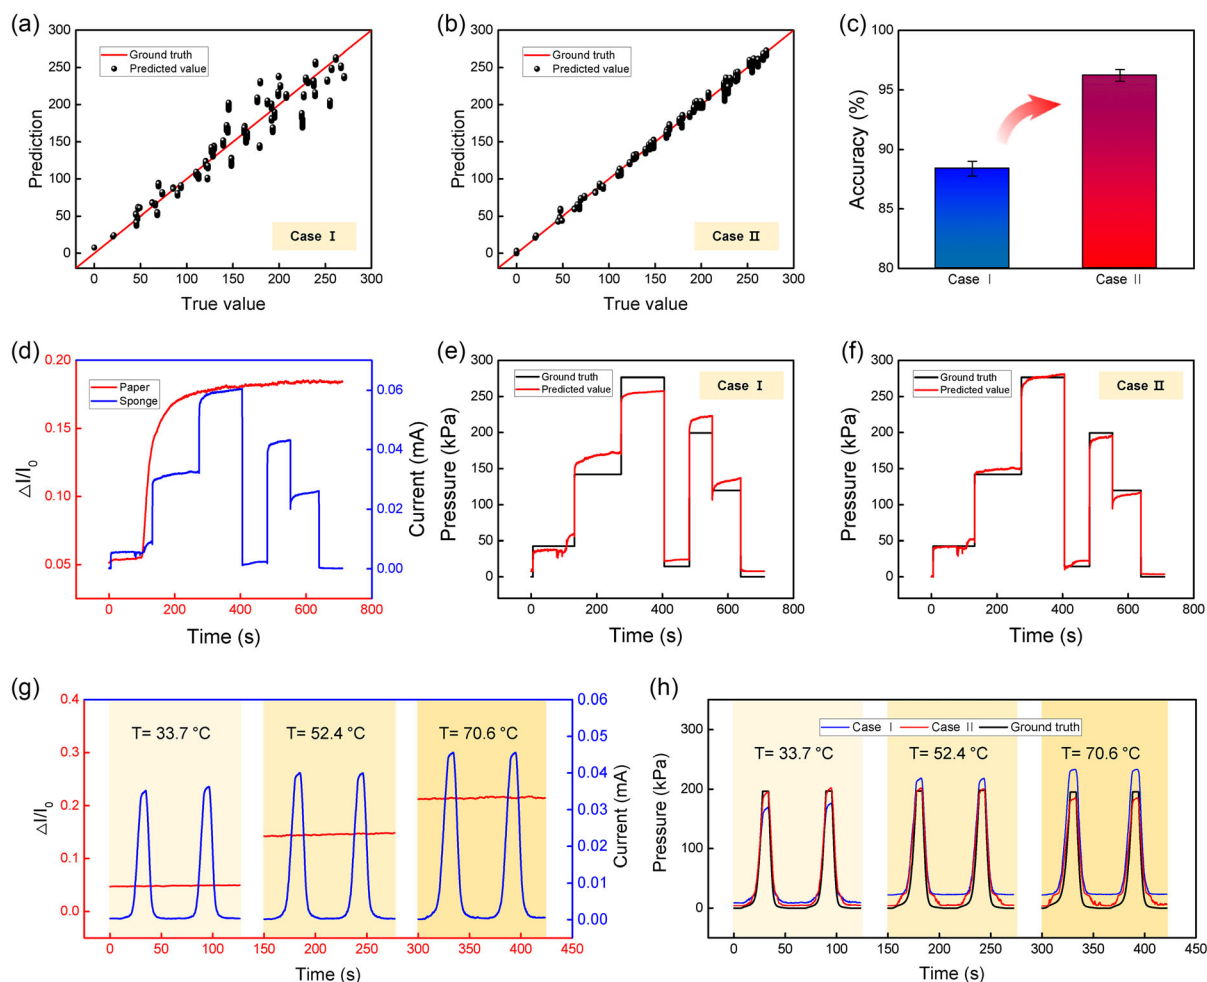 (a)
300
250
200
150
100
50
0
Prediction
Ground truth
Predicted value
Case Ⅰ
0 50 100 150 200 250 300
True value
(b)
300
250
200
150
100
50
0
Prediction
Ground truth
Predicted value
Case Ⅱ
0 50 100 150 200 250 300
True value
(c)
100
95
90
85
80
Accuracy (%)
Case Ⅰ Case Ⅱ
(d)
0.20
0.15
0.10
0.05
ΔI/I₀
Paper
Sponge
0.06
0.04
0.02
0.00
Current (mA)
0 200 400 600 800
Time (s)
(e)
300
250
200
150
100
50
0
Pressure (kPa)
Ground truth
Predicted value
Case Ⅰ
0 200 400 600 800
Time (s)
(f)
300
250
200
150
100
50
0
Pressure (kPa)
Ground truth
Predicted value
Case Ⅱ
0 200 400 600 800
Time (s)
(g)
0.4
0.3
0.2
0.1
0.0
ΔI/I₀
T= 33.7 °C T= 52.4 °C T= 70.6 °C
0.06
0.05
0.04
0.03
0.02
0.01
0.00
Current (mA)
0 50 100 150 200 250 300 350 400 450
Time (s)
(h)
300
200
100
0
Pressure (kPa)
Case Ⅰ Case Ⅱ Ground truth
T= 33.7 °C T= 52.4 °C T= 70.6 °C
0 50 100 150 200 250 300 350 400 450
Time (s)